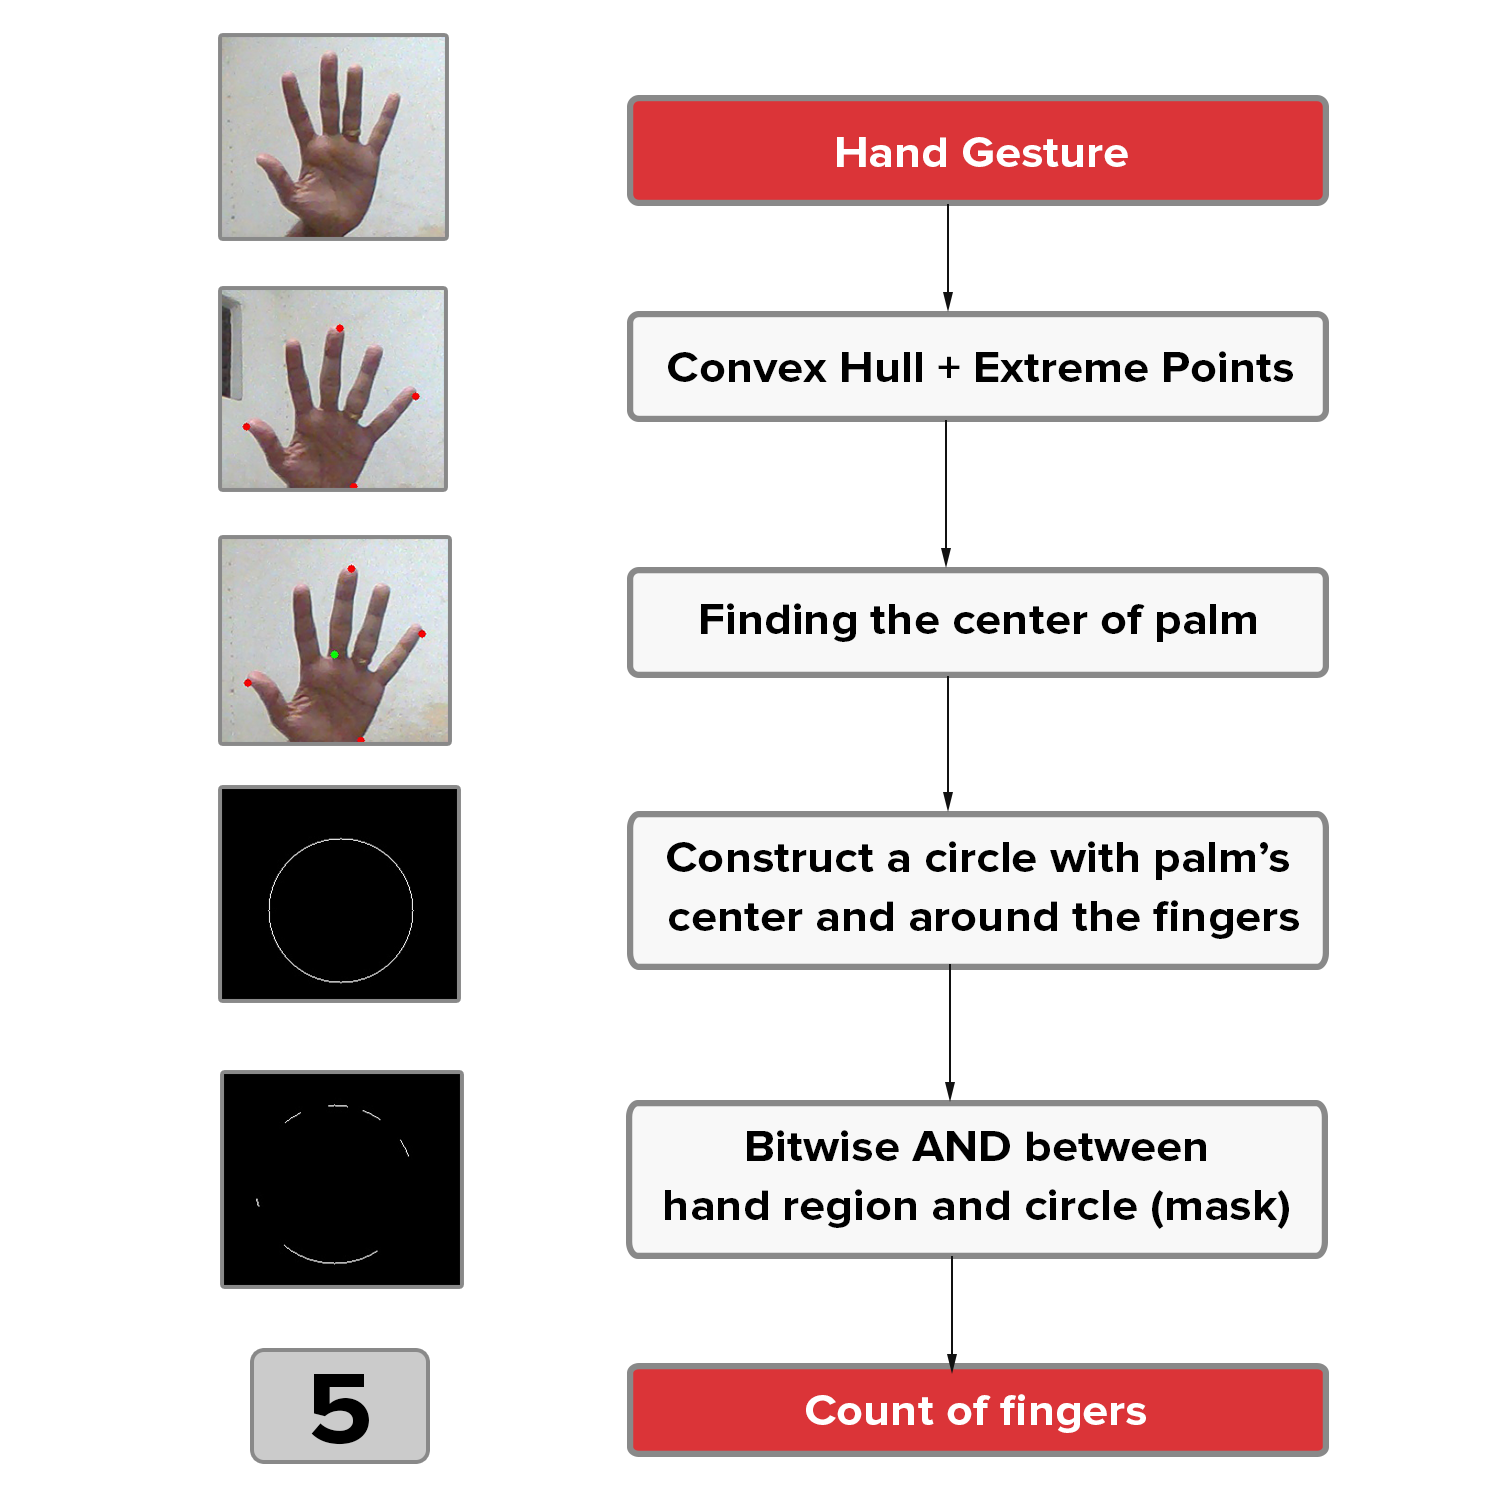 Hand Gesture
Convex Hull + Extreme Points
Finding the center of palm
Construct a circle with palm’s
center and around the fingers
Bitwise AND between
hand region and circle (mask)
5
Count of fingers